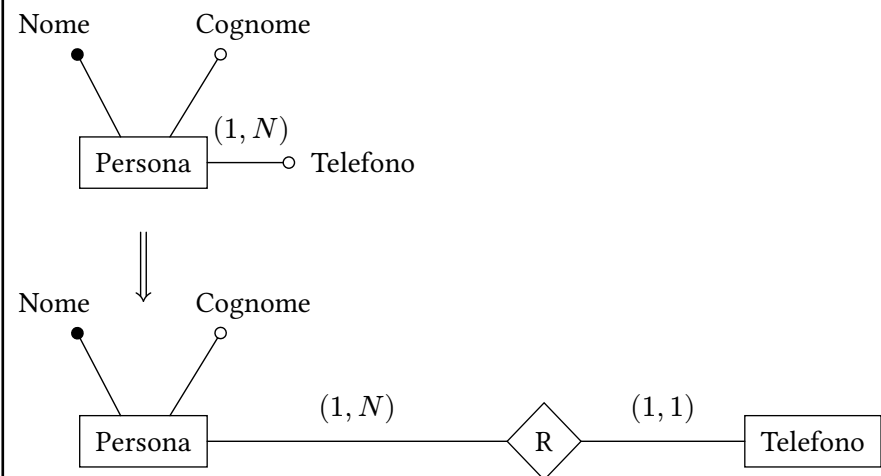 Nome Cognome
(1, N)
Persona Telefono
Nome Cognome
(1, N) (1, 1)
Persona R Telefono